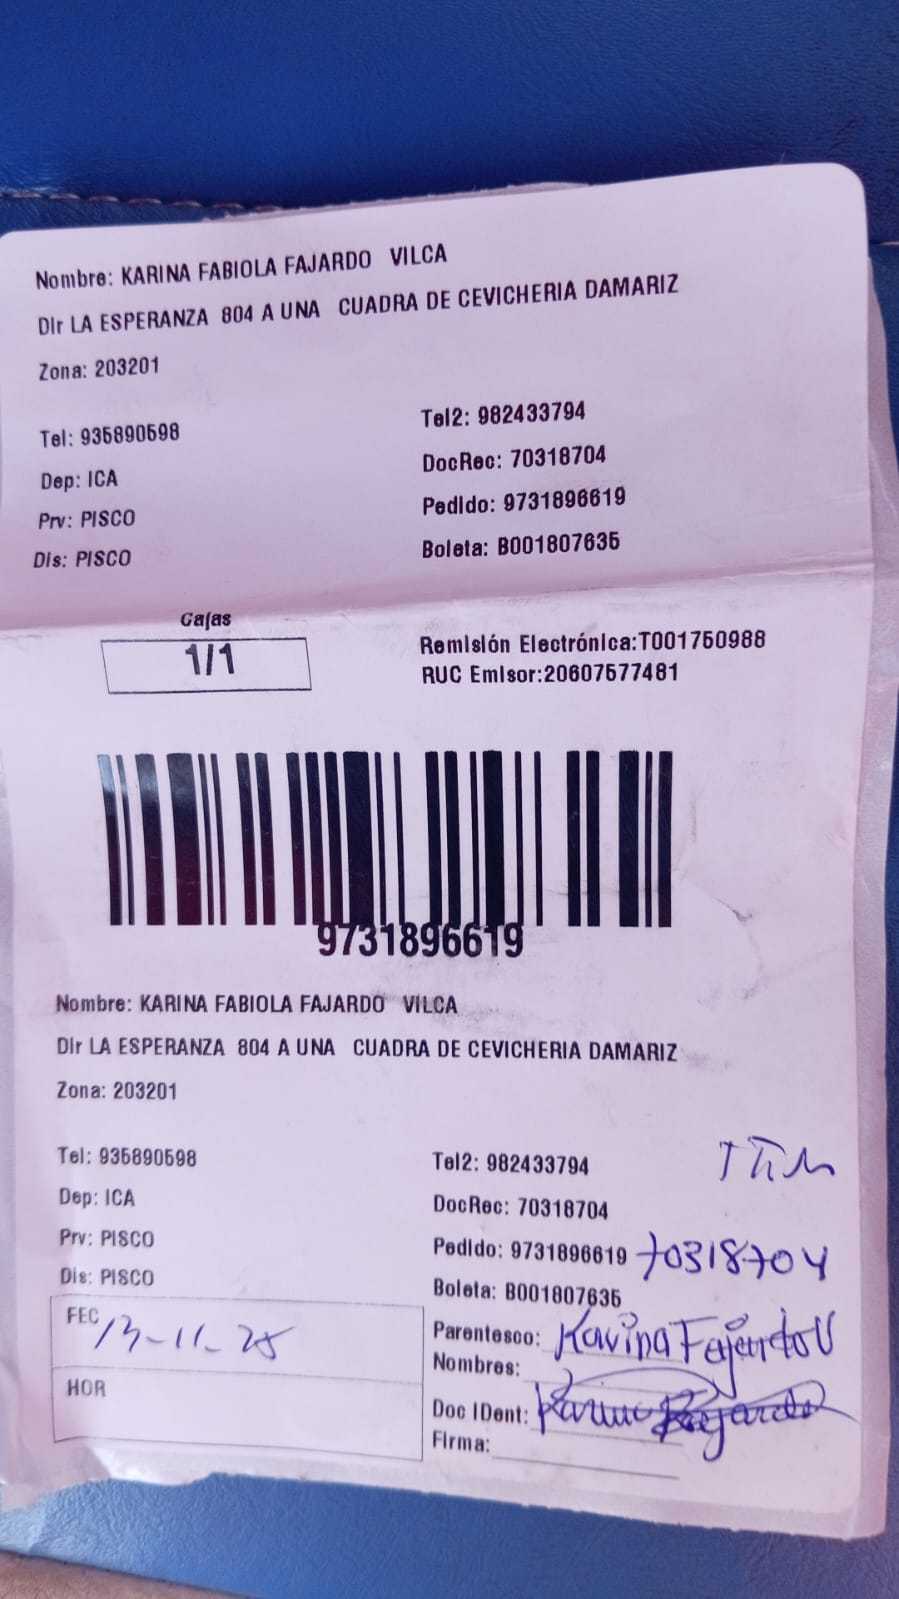 Nombre: KARINA FABIOLA FAJARDO VILCA
Dir LA ESPERANZA 804 A UNA CUADRA DE CEVICHERIA DAMARIZ
Zona: 203201
Tel: 935890598 Tel2: 982433794
Dep: ICA DocRec: 70318704
Prv: PISCO Pedido: 9731896619
Dis: PISCO Boleta: B001807635
Cajas
1/1
Remisión Electrónica:T001750988
RUC Emisor:20607577481
9731896619
Nombre: KARINA FABIOLA FAJARDO VILCA
Dir LA ESPERANZA 804 A UNA CUADRA DE CEVICHERIA DAMARIZ
Zona: 203201
Tel: 935890598 Tel2: 982433794
Dep: ICA DocRec: 70318704
Prv: PISCO Pedido: 9731896619 70318704
Dis: PISCO Boleta: B001807635
FEC 13-11-25
HOR
Parentesco: Karina Fajardo V
Nombres:
Doc IDent: Karina Fajardo
Firma: